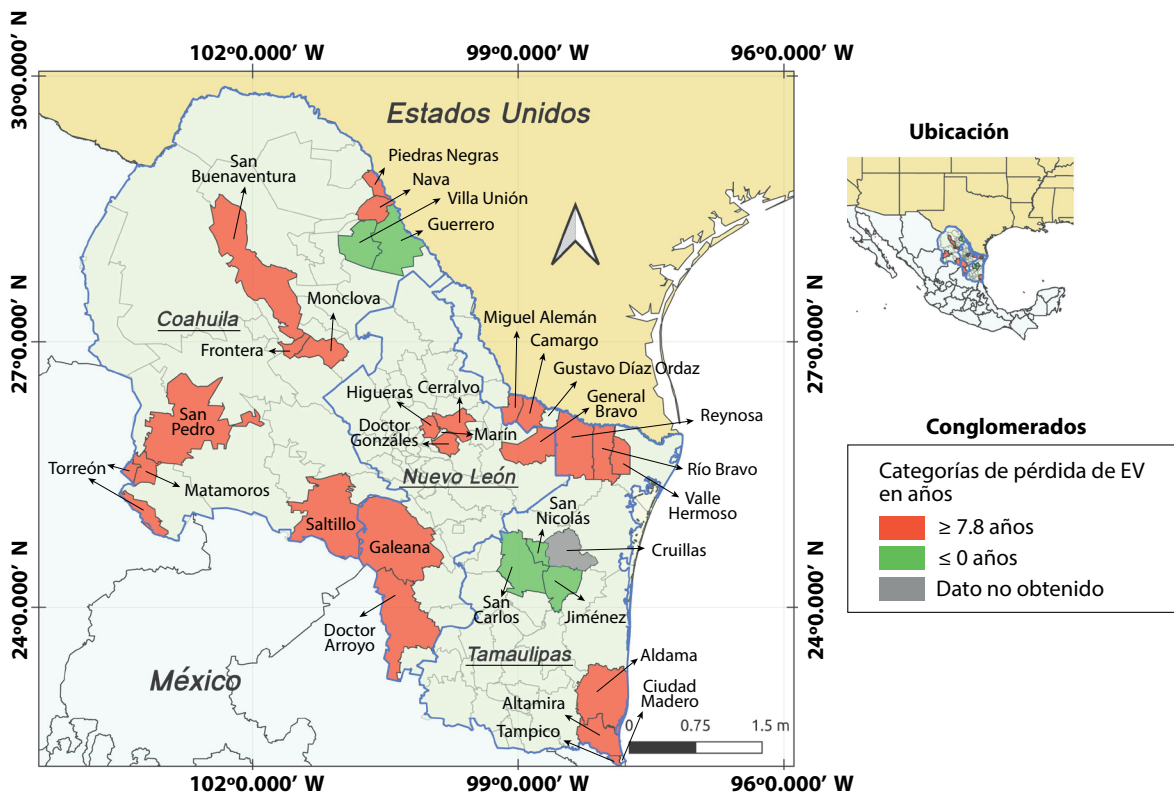 102º0.000' W
99º0.000' W
96º0.000' W
30º0.000' N
30º0.000' N
Estados Unidos
Ubicación
Piedras Negras
San
Buenaventura
Nava
Villa Unión
Guerrero
27º0.000' N
27º0.000' N
Monclova
Coahuila
Frontera
Miguel Alemán
Camargo
Gustavo Díaz Ordaz
General
Bravo
Reynosa
Cerralvo
Higueras
Doctor
Gonzáles
Marín
San
Pedro
Río Bravo
Torreón
Matamoros
Nuevo León
Valle
Hermoso
San
Nicolás
Saltillo
Galeana
Cruillas
24º0.000' N
24º0.000' N
San
Carlos
Jiménez
Doctor
Arroyo
Tamaulipas
Aldama
México
Ciudad
Madero
Altamira
Tampico
0
0.75
1.5 m
102º0.000' W
99º0.000' W
96º0.000' W
Conglomerados
Categorías de pérdida de EV
en años
≥ 7.8 años
≤ 0 años
Dato no obtenido